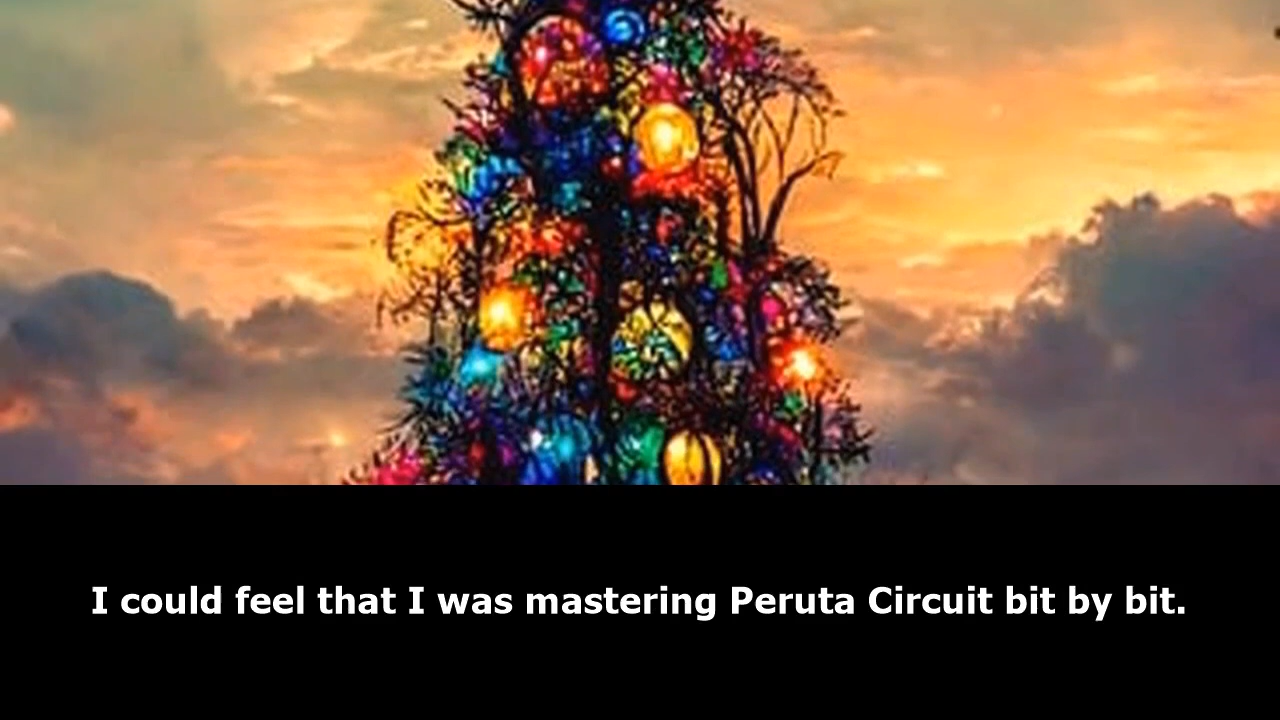 I could feel that I was mastering Peruta Circuit bit by bit.